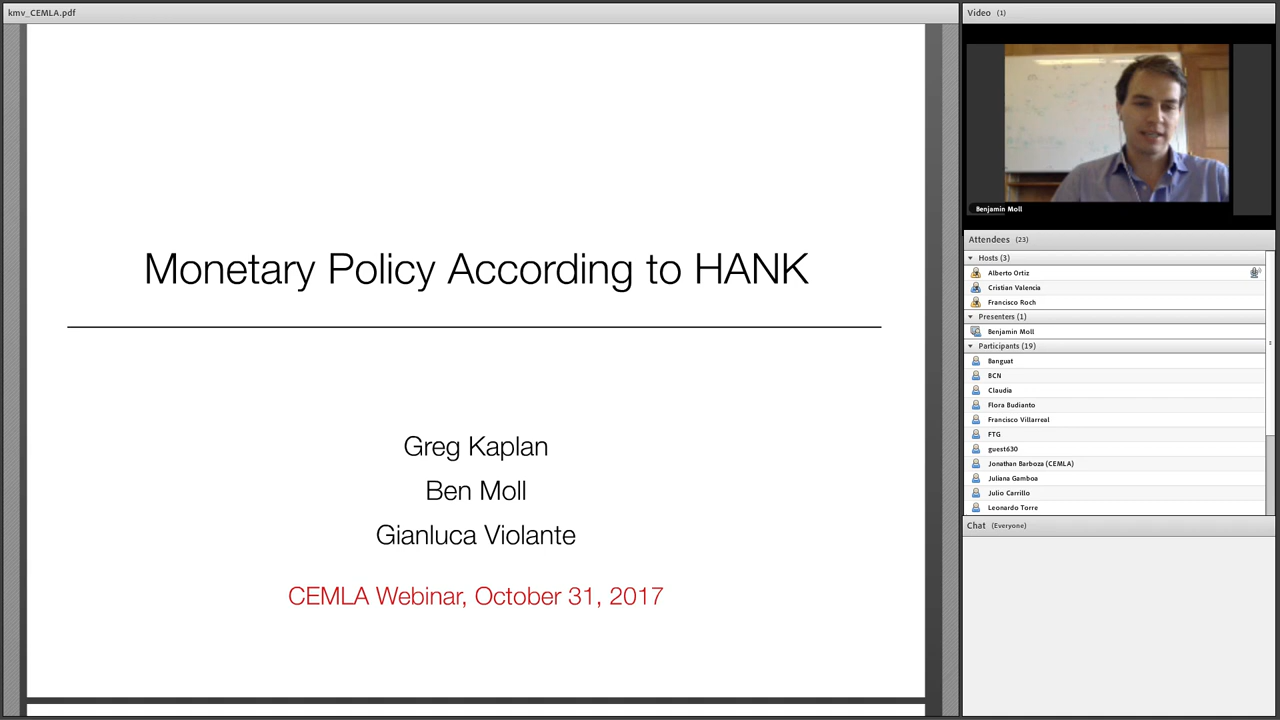 kmv_CEMLA.pdf
Monetary Policy According to HANK
Greg Kaplan
Ben Moll
Gianluca Violante
CEMLA Webinar, October 31, 2017
Video (1)
Benjamin Moll
Attendees (23)
Hosts (3)
Alberto Ortiz
Cristian Valencia
Francisco Roch
Presenters (1)
Benjamin Moll
Participants (19)
Banguat
BCN
Claudia
Flora Budianto
Francisco Villarreal
FTG
guest630
Jonathan Barboza (CEMLA)
Juliana Gamboa
Julio Carrillo
Leonardo Torre
Chat (Everyone)